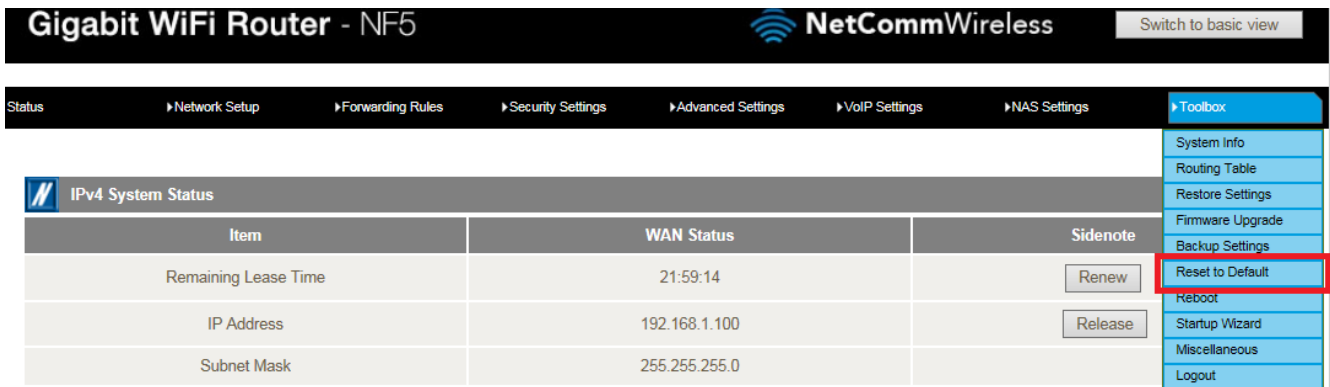 Gigabit WiFi Router - NF5
NetCommWireless
Switch to basic view
Status
Network Setup
Forwarding Rules
Security Settings
Advanced Settings
VoIP Settings
NAS Settings
Toolbox
System Info
Routing Table
Restore Settings
Firmware Upgrade
Backup Settings
Reset to Default
Reboot
Startup Wizard
Miscellaneous
Logout
IPv4 System Status
Item WAN Status Sidenote
Remaining Lease Time 21:59:14 Renew
IP Address 192.168.1.100 Release
Subnet Mask 255.255.255.0